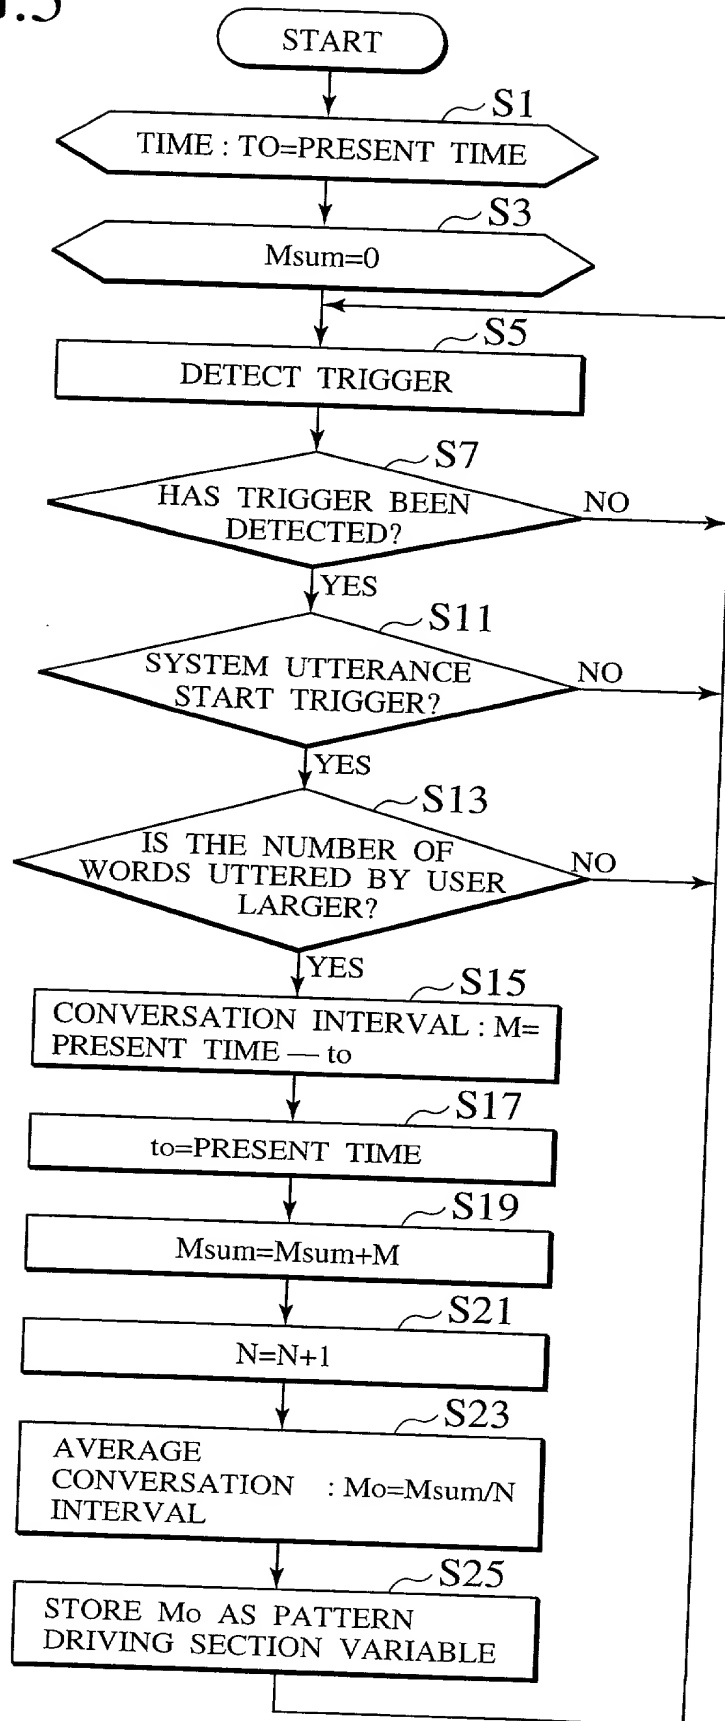 START
S1
TIME : TO=PRESENT TIME
S3
Msum=0
S5
DETECT TRIGGER
S7
HAS TRIGGER BEEN
DETECTED?
NO
YES
S11
SYSTEM UTTERANCE
START TRIGGER?
NO
YES
S13
IS THE NUMBER OF
WORDS UTTERED BY USER
LARGER?
NO
YES
S15
CONVERSATION INTERVAL : M=
PRESENT TIME — to
S17
to=PRESENT TIME
S19
Msum=Msum+M
S21
N=N+1
S23
AVERAGE
CONVERSATION : Mo=Msum/N
INTERVAL
S25
STORE Mo AS PATTERN
DRIVING SECTION VARIABLE